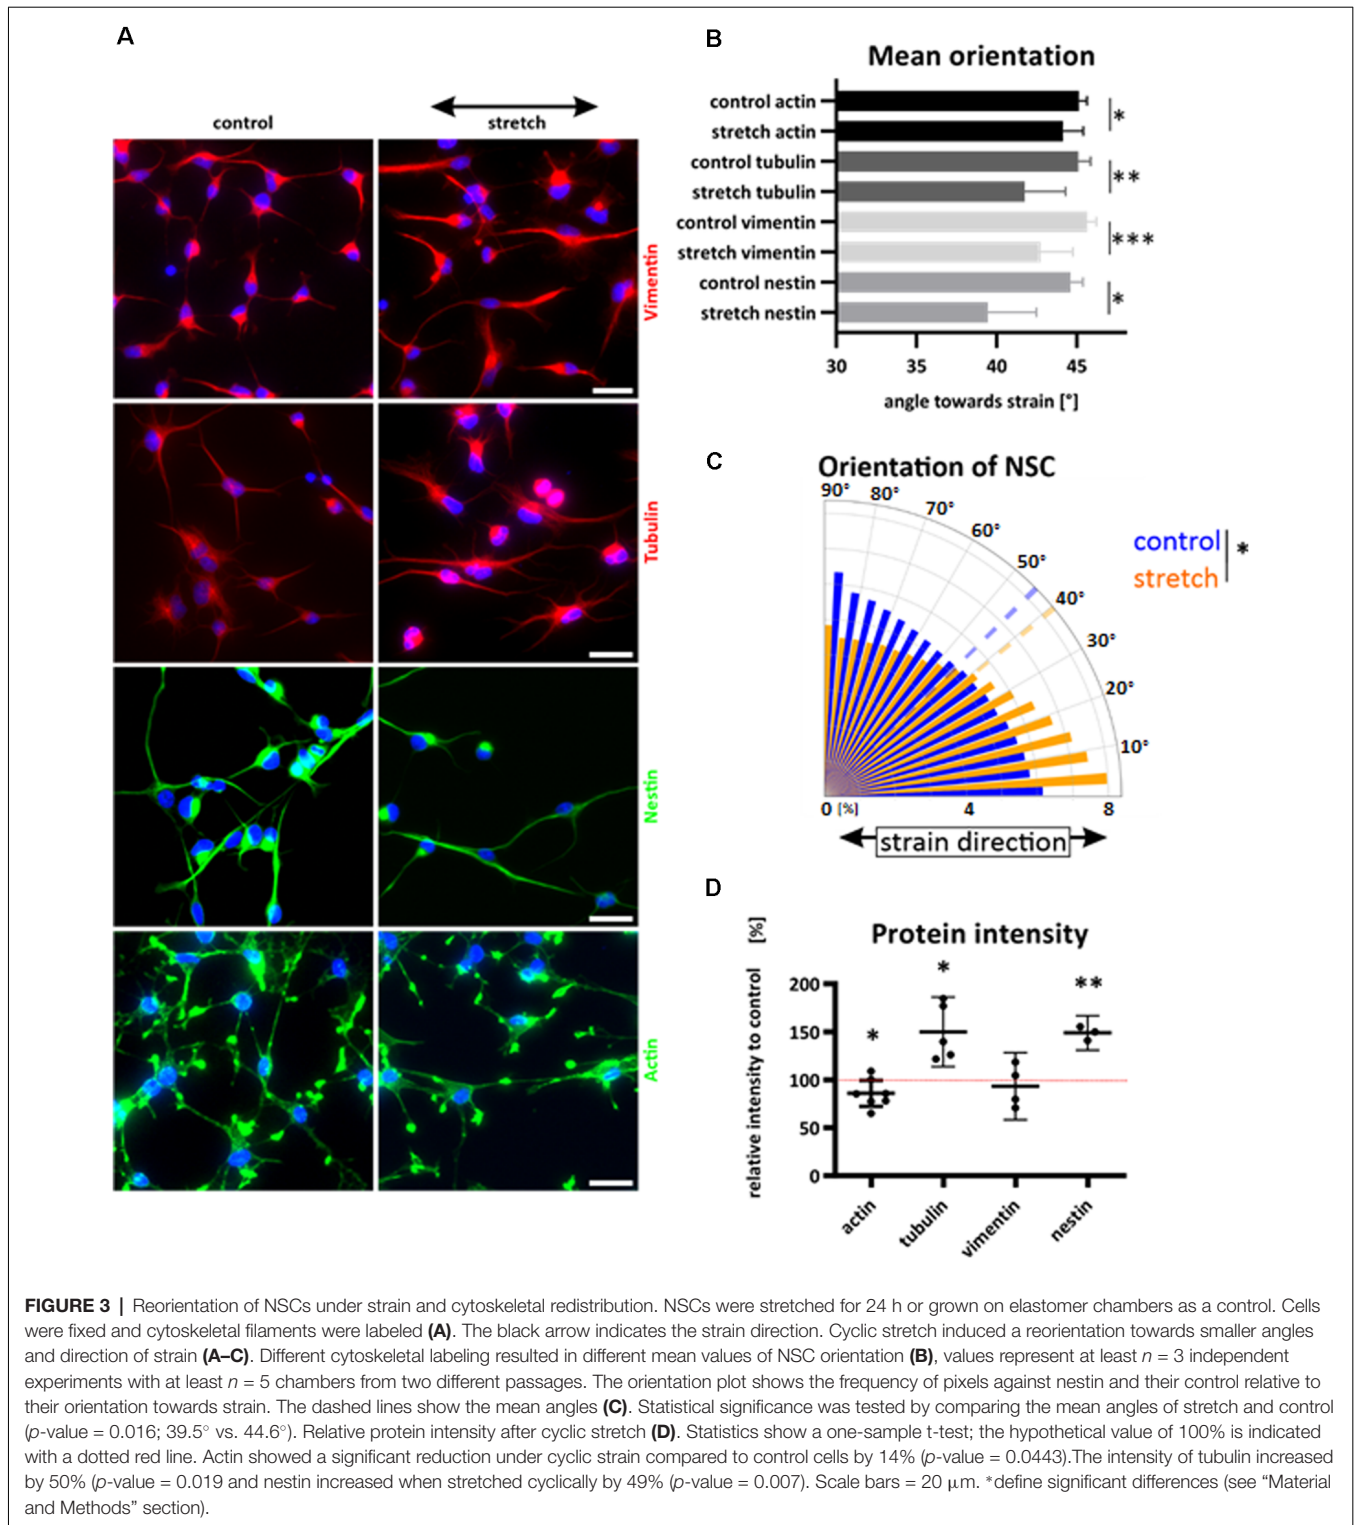 A
control
stretch
Vimentin
Tubulin
Nestin
Actin
B
Mean orientation
control actin
stretch actin
control tubulin
stretch tubulin
control vimentin
stretch vimentin
control nestin
stretch nestin
*
**
***
*
30 35 40 45
angle towards strain [°]
C
Orientation of NSC
90° 80° 70° 60° 50° 40° 30° 20° 10°
control
stretch
*
0 [%] 4 8
strain direction
D
Protein intensity
relative intensity to control [%]
200
150
100
50
0
*
*
**
actin
tubulin
vimentin
nestin
FIGURE 3 | Reorientation of NSCs under strain and cytoskeletal redistribution. NSCs were stretched for 24 h or grown on elastomer chambers as a control. Cells
were fixed and cytoskeletal filaments were labeled (A). The black arrow indicates the strain direction. Cyclic stretch induced a reorientation towards smaller angles
and direction of strain (A–C). Different cytoskeletal labeling resulted in different mean values of NSC orientation (B), values represent at least n = 3 independent
experiments with at least n = 5 chambers from two different passages. The orientation plot shows the frequency of pixels against nestin and their control relative to
their orientation towards strain. The dashed lines show the mean angles (C). Statistical significance was tested by comparing the mean angles of stretch and control
(p-value = 0.016; 39.5° vs. 44.6°). Relative protein intensity after cyclic stretch (D). Statistics show a one-sample t-test; the hypothetical value of 100% is indicated
with a dotted red line. Actin showed a significant reduction under cyclic strain compared to control cells by 14% (p-value = 0.0443).The intensity of tubulin increased
by 50% (p-value = 0.019 and nestin increased when stretched cyclically by 49% (p-value = 0.007). Scale bars = 20 μm. *define significant differences (see “Material
and Methods” section).